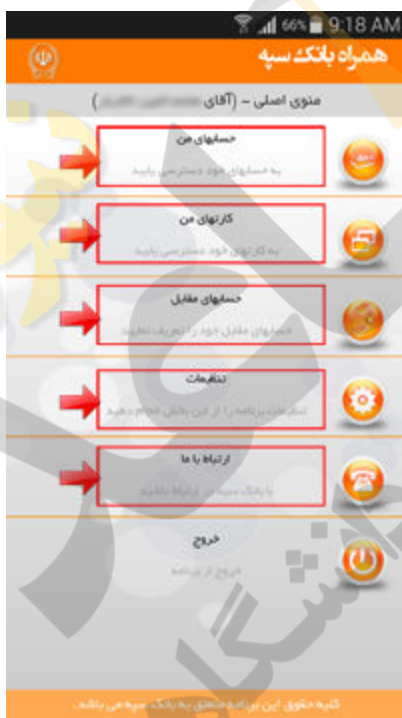 66% 9:18 AM
همراه بانک سپه
منوی اصلی - (آقای )
حسابهای من
به حسابهای خود دسترسی یابید
کارتهای من
به کارتهای خود دسترسی یابید
حسابهای مقابل
حسابهای مقابل خود را تعریف نمایید
تنظیمات
تنظیمات برنامه را از این بخش انجام دهید
ارتباط با ما
با بانک سپه در ارتباط باشید
خروج
خروج از برنامه
کلیه حقوق این برنامه متعلق به بانک سپه می باشد.